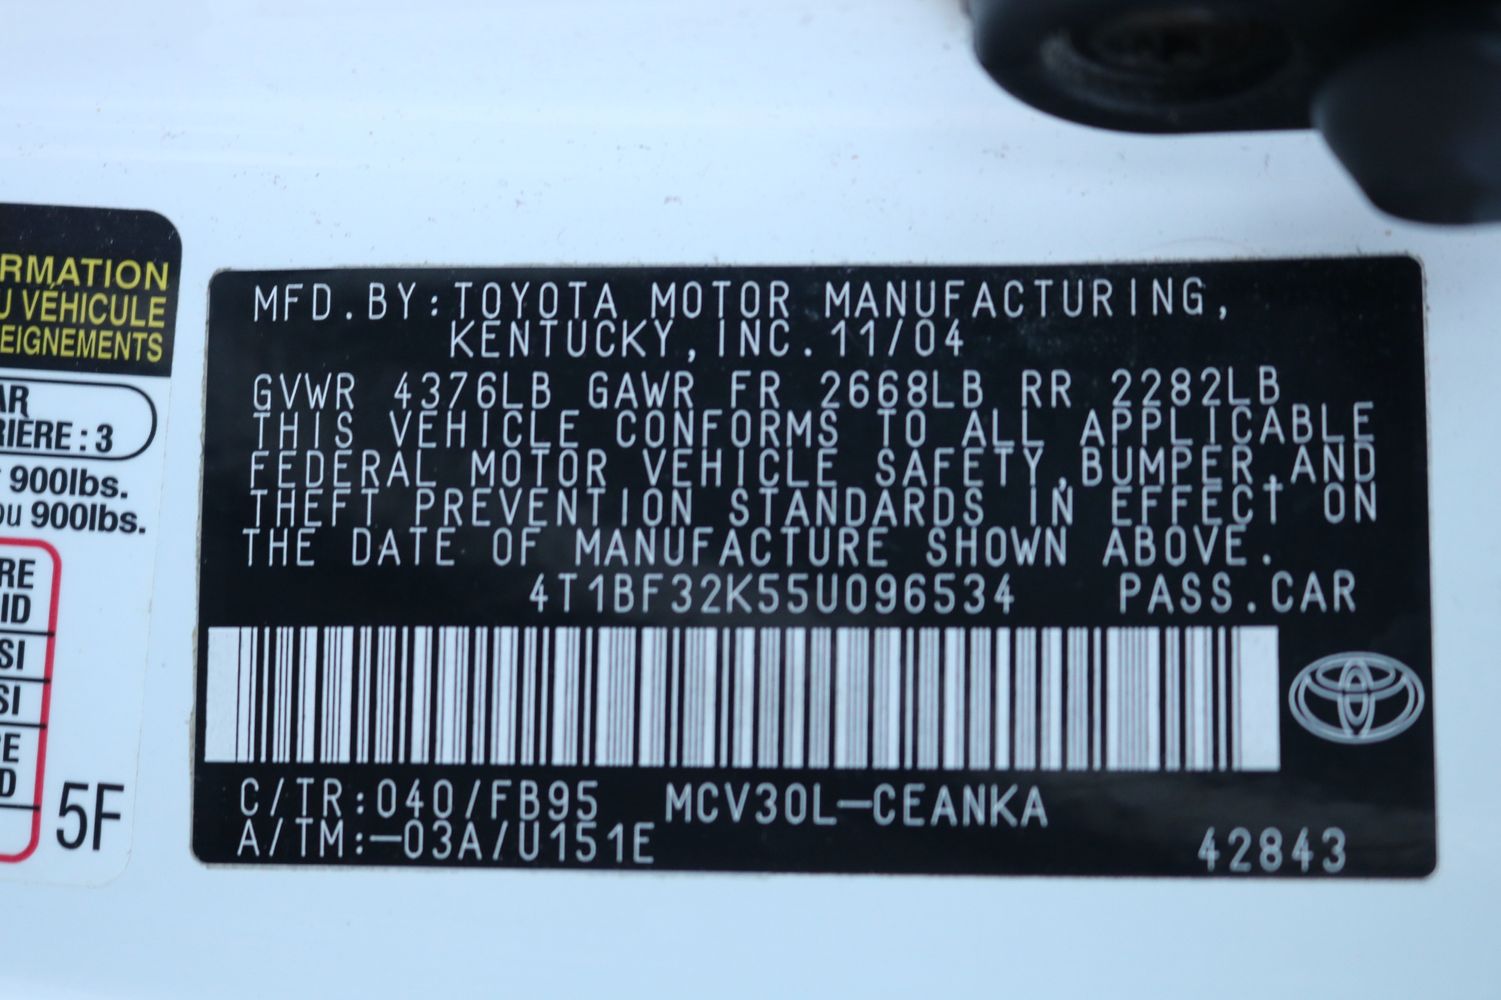 RMATION
U VÉHICULE
EIGNEMENTS
AR
RIÈRE : 3
900lbs.
ou 900lbs.
RE
ID
SI
SI
RE
D
5F
MFD. BY: TOYOTA MOTOR MANUFACTURING,
KENTUCKY, INC. 11/04
GVWR 4376LB GAWR FR 2668LB RR 2282LB
THIS VEHICLE CONFORMS TO ALL APPLICABLE
FEDERAL MOTOR VEHICLE SAFETY, BUMPER, AND
THEFT PREVENTION STANDARDS IN EFFECT ON
THE DATE OF MANUFACTURE SHOWN ABOVE.
4T1BF32K55U096534 PASS. CAR
C/TR: 040/FB95 MCV30L-CEANKA
A/TM: -03A/U151E
42843